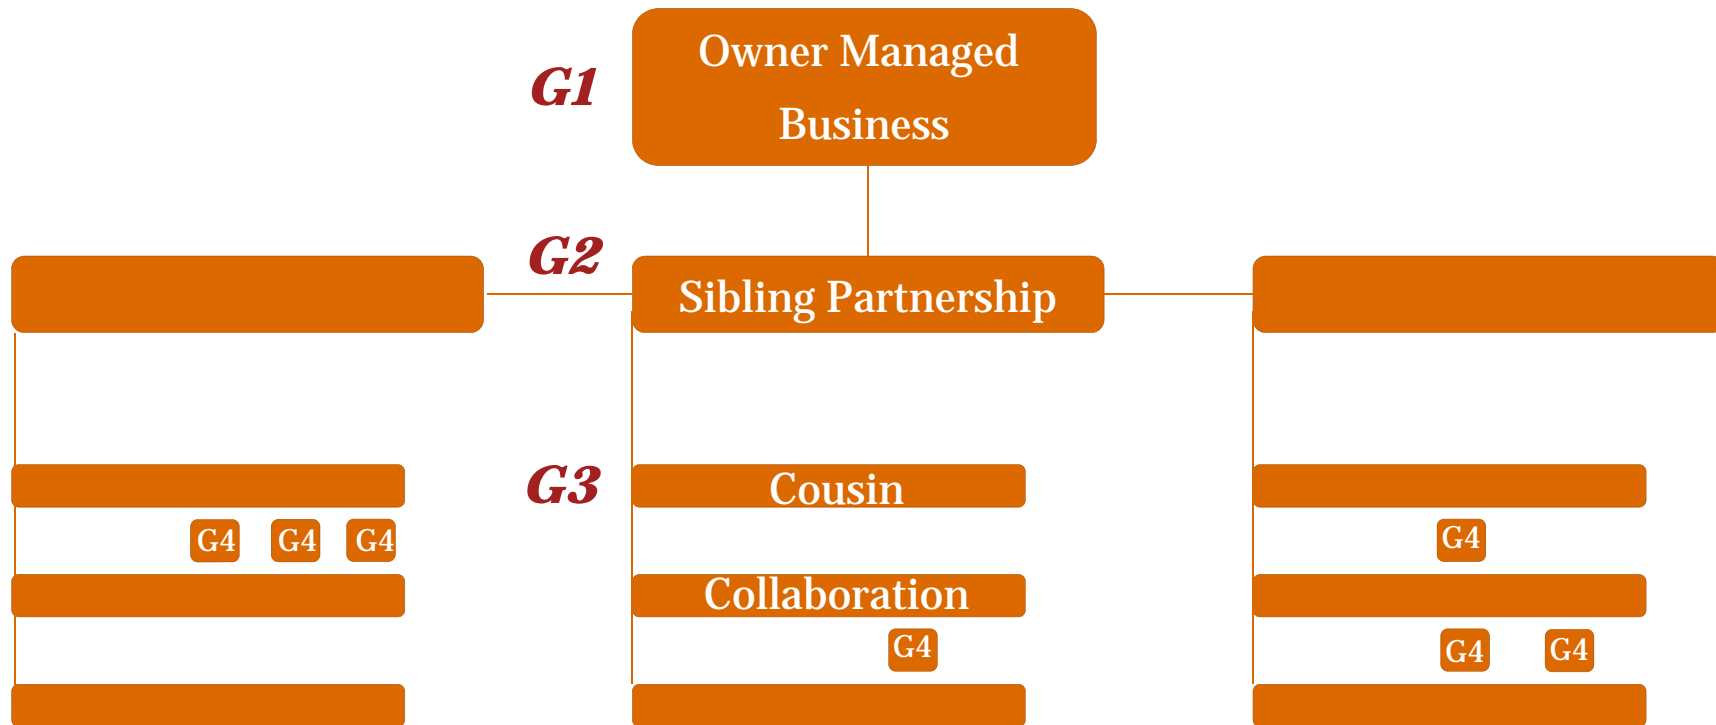 Owner Managed
G1
Business
G2
Sibling Partnership
G3
Cousin
G4 G4 G4 G4
Collaboration
G4 G4 G4